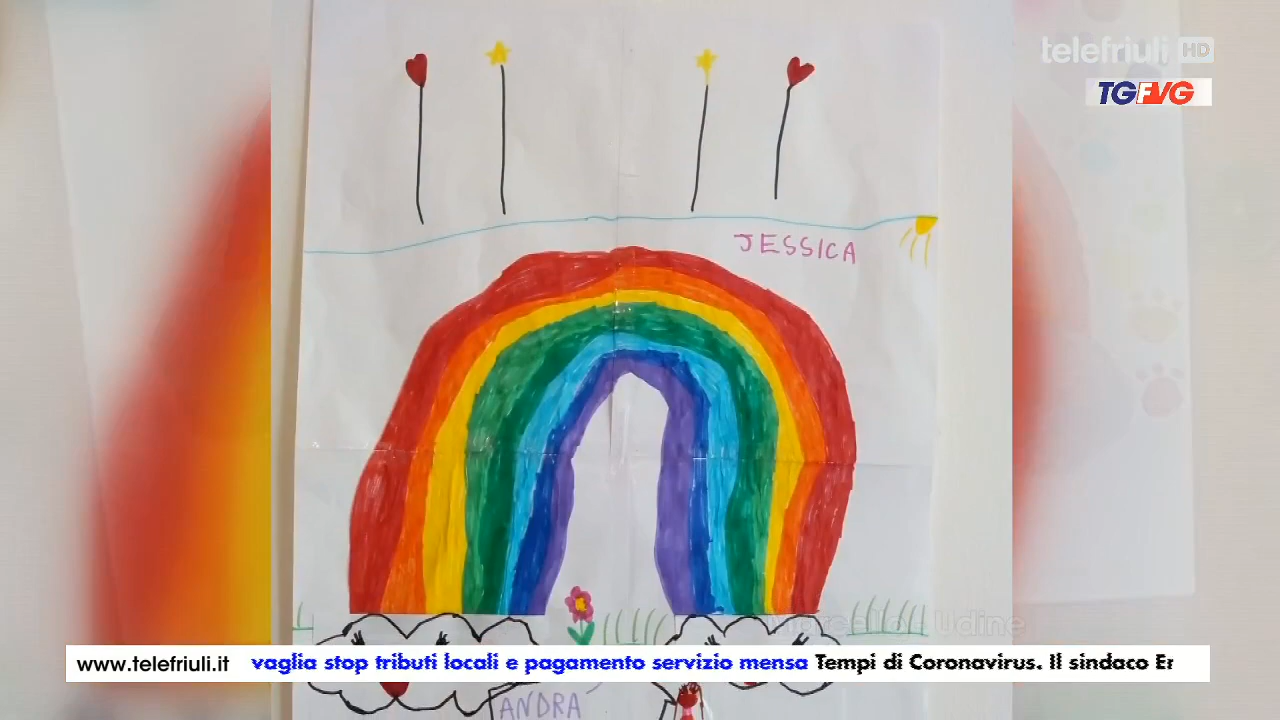 telefriuli HD
TGFVG
JESSICA
Udine
www.telefriuli.it vaglia stop tributi locali e pagamento servizio mensa Tempi di Coronavirus. Il sindaco Er
ANDRA